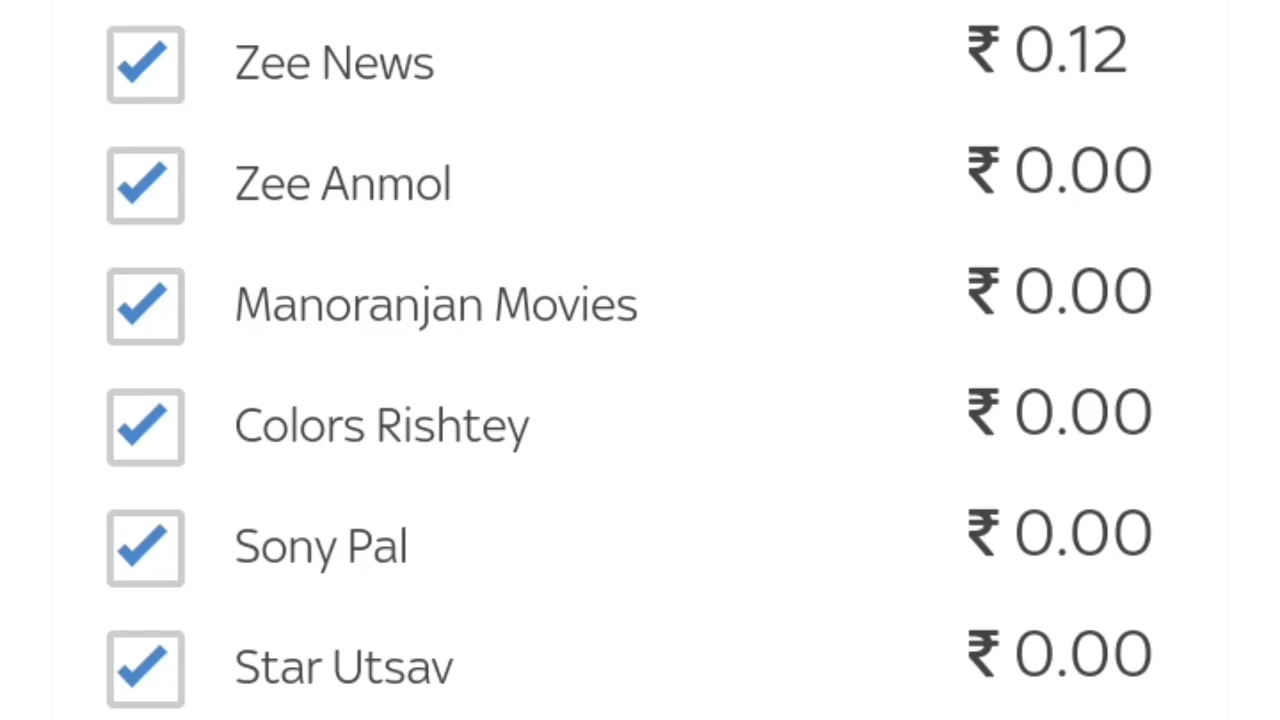 Zee News ₹ 0.12
Zee Anmol ₹ 0.00
Manoranjan Movies ₹ 0.00
Colors Rishtey ₹ 0.00
Sony Pal ₹ 0.00
Star Utsav ₹ 0.00